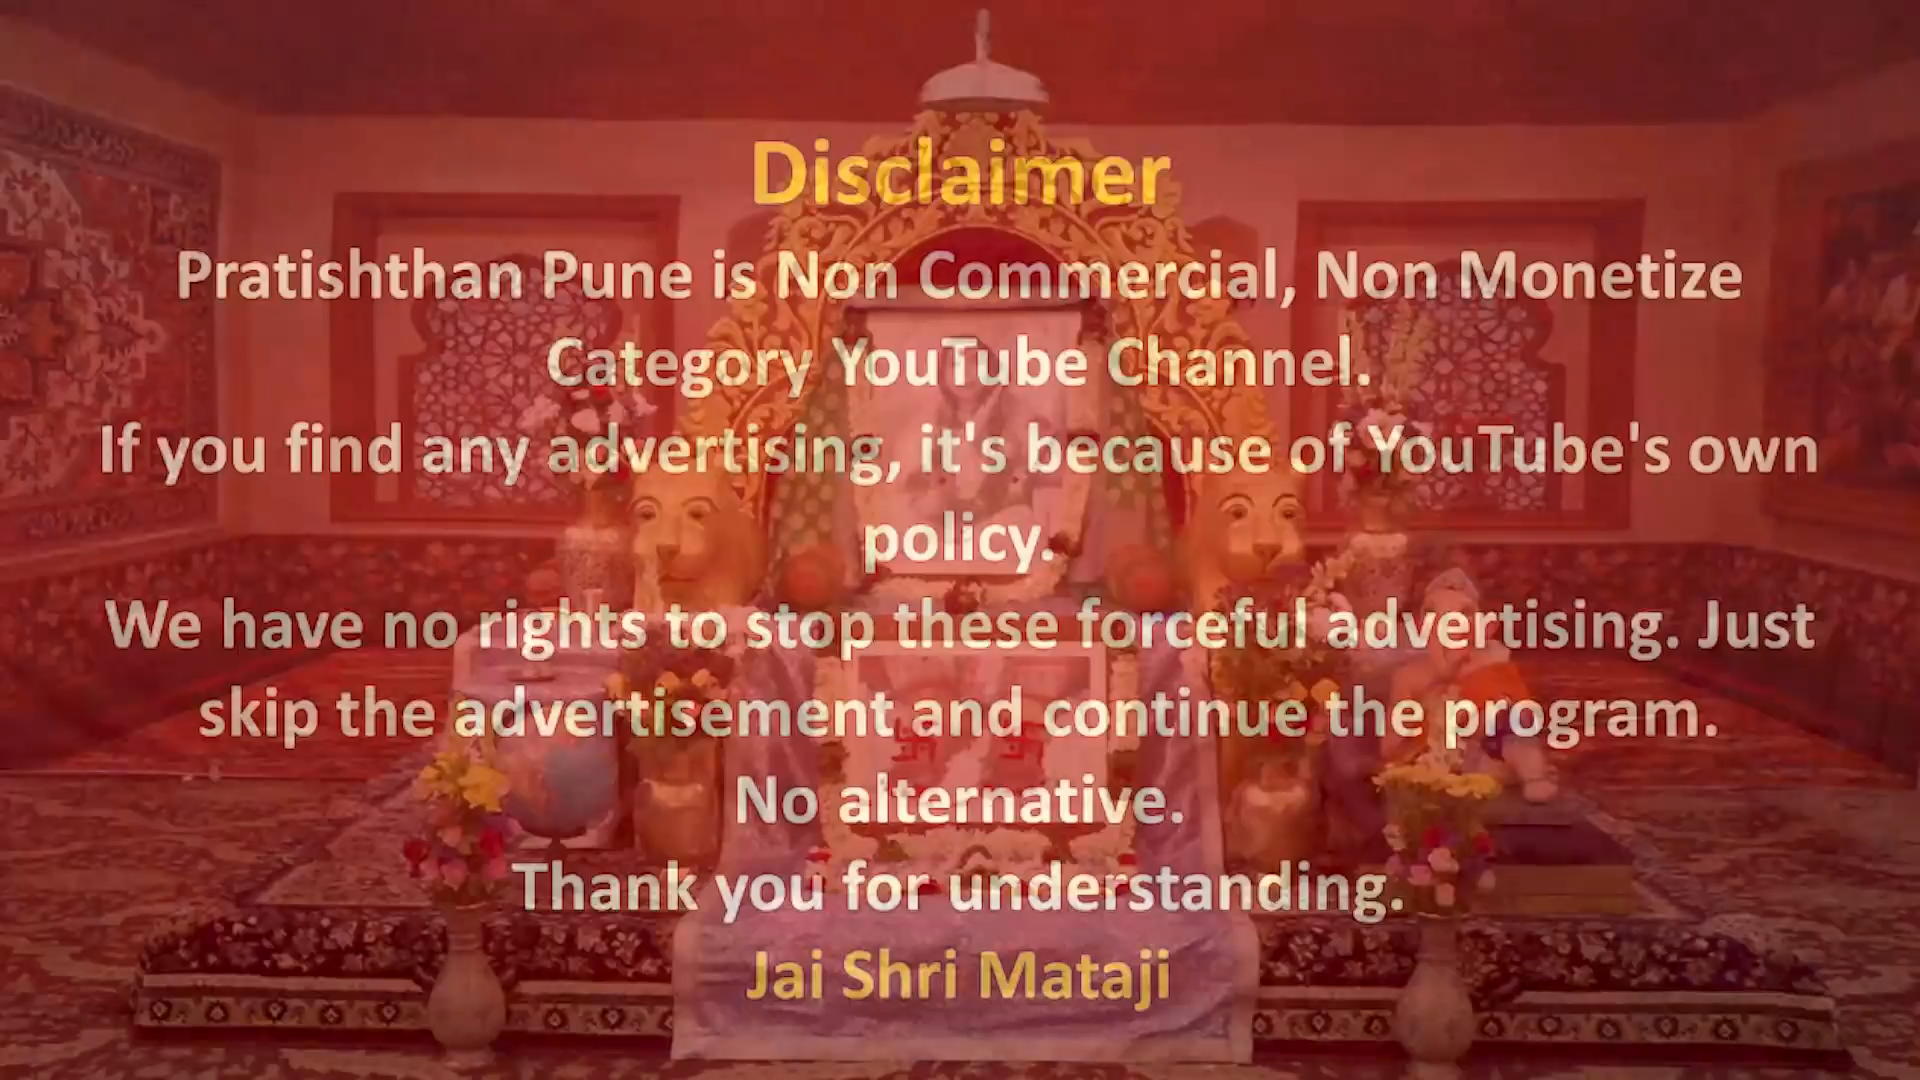 Disclaimer
Pratishthan Pune is Non Commercial, Non Monetize
Category YouTube Channel.
If you find any advertising, it's because of YouTube's own
policy.
We have no rights to stop these forceful advertising. Just
skip the advertisement and continue the program.
No alternative.
Thank you for understanding.
Jai Shri Mataji